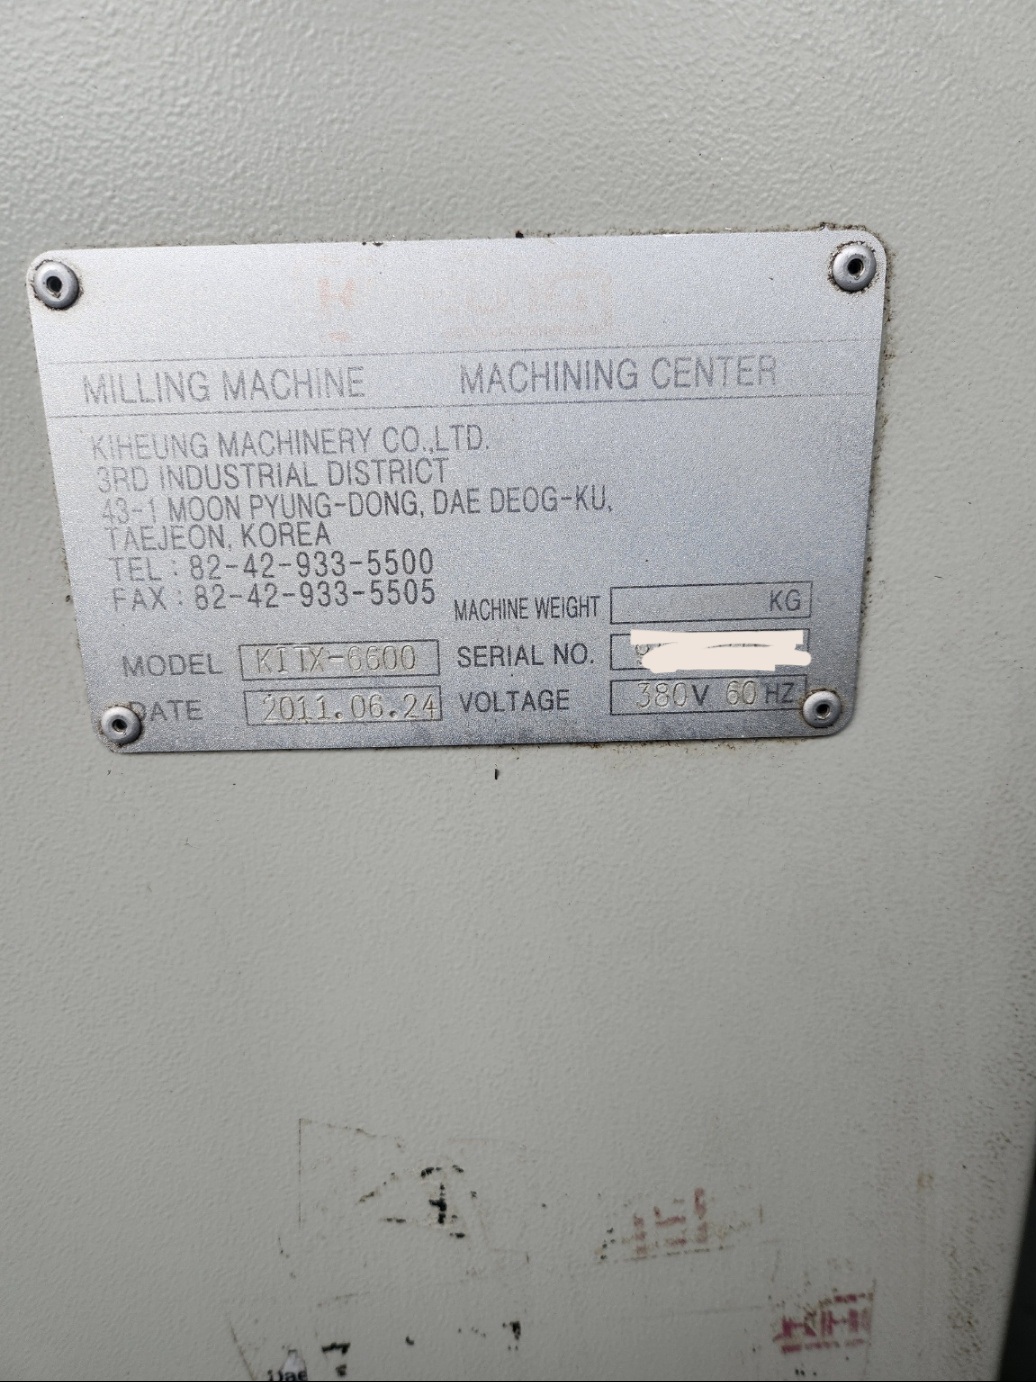 MILLING MACHINE MACHINING CENTER
KIHEUNG MACHINERY CO.,LTD.
3RD INDUSTRIAL DISTRICT
43-1 MOON PYUNG-DONG, DAE DEOG-KU,
TAEJEON, KOREA
TEL : 82-42-933-5500
FAX : 82-42-933-5505
MACHINE WEIGHT KG
MODEL KITX-6600 SERIAL NO.
DATE 2011.06.24 VOLTAGE 380V 60 HZ